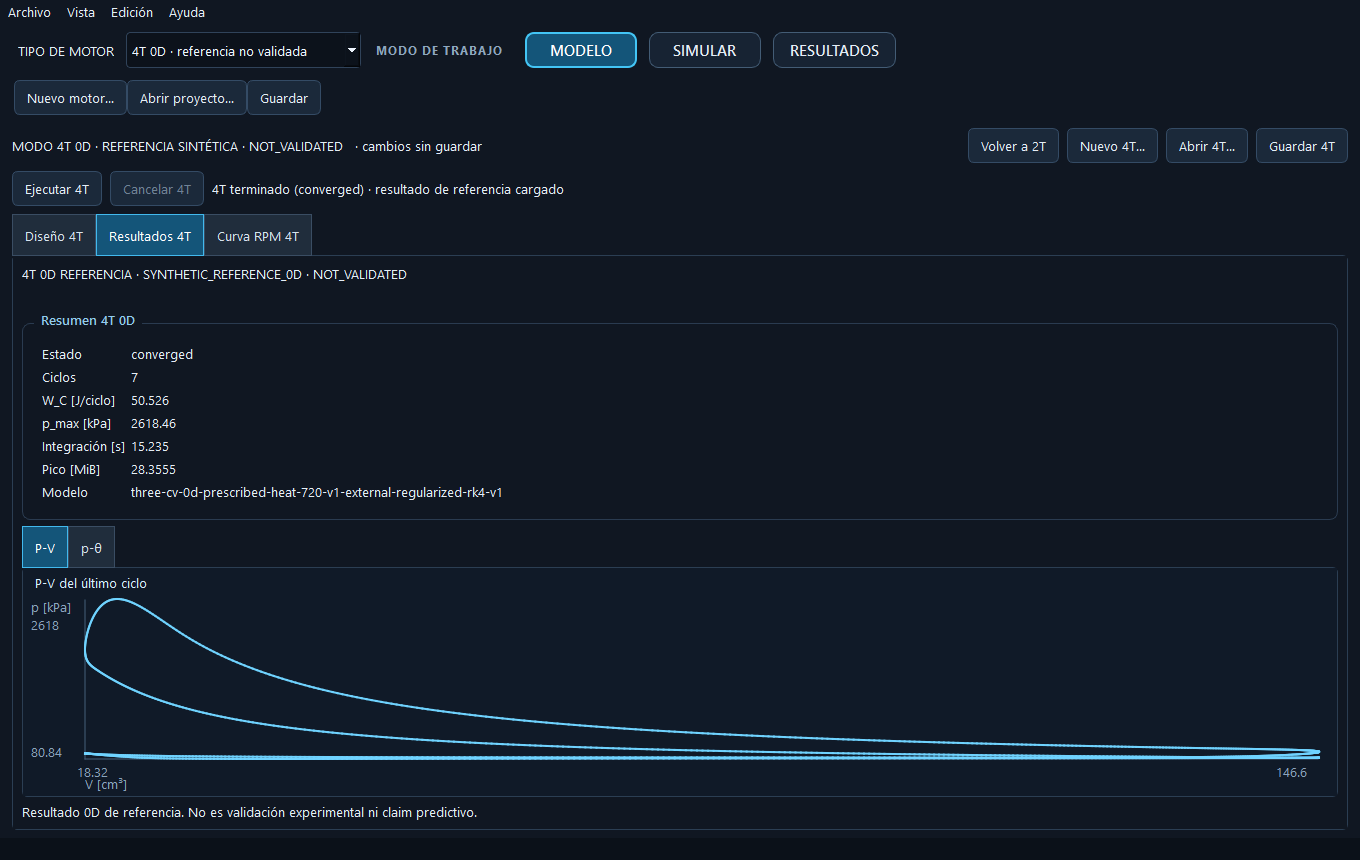 Archivo Vista Edición Ayuda
TIPO DE MOTOR 4T 0D · referencia no validada MODO DE TRABAJO MODELO SIMULAR RESULTADOS
Nuevo motor... Abrir proyecto... Guardar
MODO 4T 0D · REFERENCIA SINTÉTICA · NOT_VALIDATED · cambios sin guardar Volver a 2T Nuevo 4T... Abrir 4T... Guardar 4T
Ejecutar 4T Cancelar 4T 4T terminado (converged) · resultado de referencia cargado
Diseño 4T Resultados 4T Curva RPM 4T
4T 0D REFERENCIA · SYNTHETIC_REFERENCE_0D · NOT_VALIDATED
Resumen 4T 0D
Estado converged
Ciclos 7
W_C [J/ciclo] 50.526
p_max [kPa] 2618.46
Integración [s] 15.235
Pico [MiB] 28.3555
Modelo three-cv-0d-prescribed-heat-720-v1-external-regularized-rk4-v1
P-V p-θ
P-V del último ciclo
p [kPa]
2618
80.84
18.32 146.6
V [cm³]
Resultado 0D de referencia. No es validación experimental ni claim predictivo.